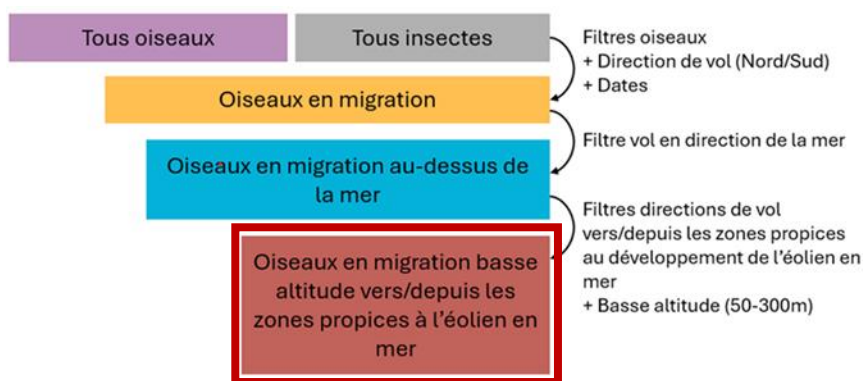 Tous oiseaux
Tous insectes
Filtres oiseaux
+ Direction de vol (Nord/Sud)
+ Dates
Oiseaux en migration
Filtre vol en direction de la mer
Oiseaux en migration au-dessus de
la mer
Filtres directions de vol
vers/depuis les zones propices
au développement de l'éolien en
mer
+ Basse altitude (50-300m)
Oiseaux en migration basse
altitude vers/depuis les
zones propices à l'éolien en
mer